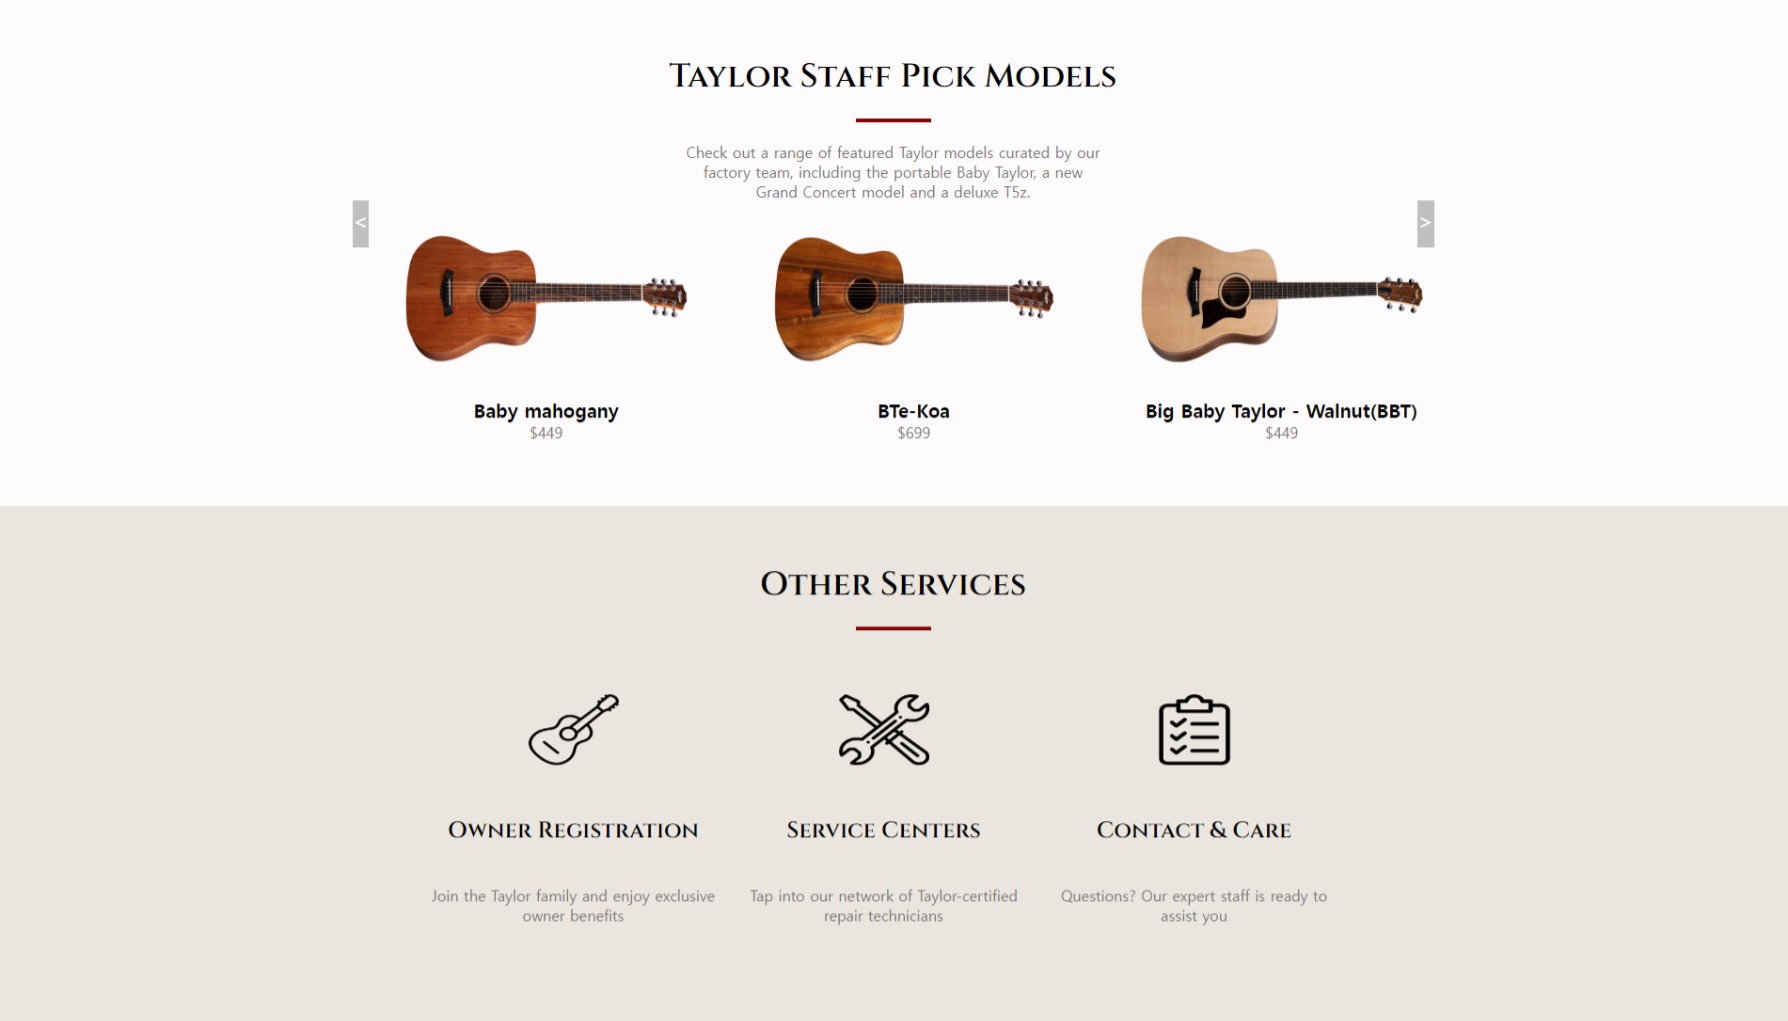 Taylor Staff Pick Models
Check out a range of featured Taylor models curated by our
factory team, including the portable Baby Taylor, a new
Grand Concert model and a deluxe T5z.
<
>
Baby mahogany
$449
BTe-Koa
$699
Big Baby Taylor - Walnut(BBT)
$449
Other Services
Owner Registration
Join the Taylor family and enjoy exclusive
owner benefits
Service Centers
Tap into our network of Taylor-certified
repair technicians
Contact & Care
Questions? Our expert staff is ready to
assist you